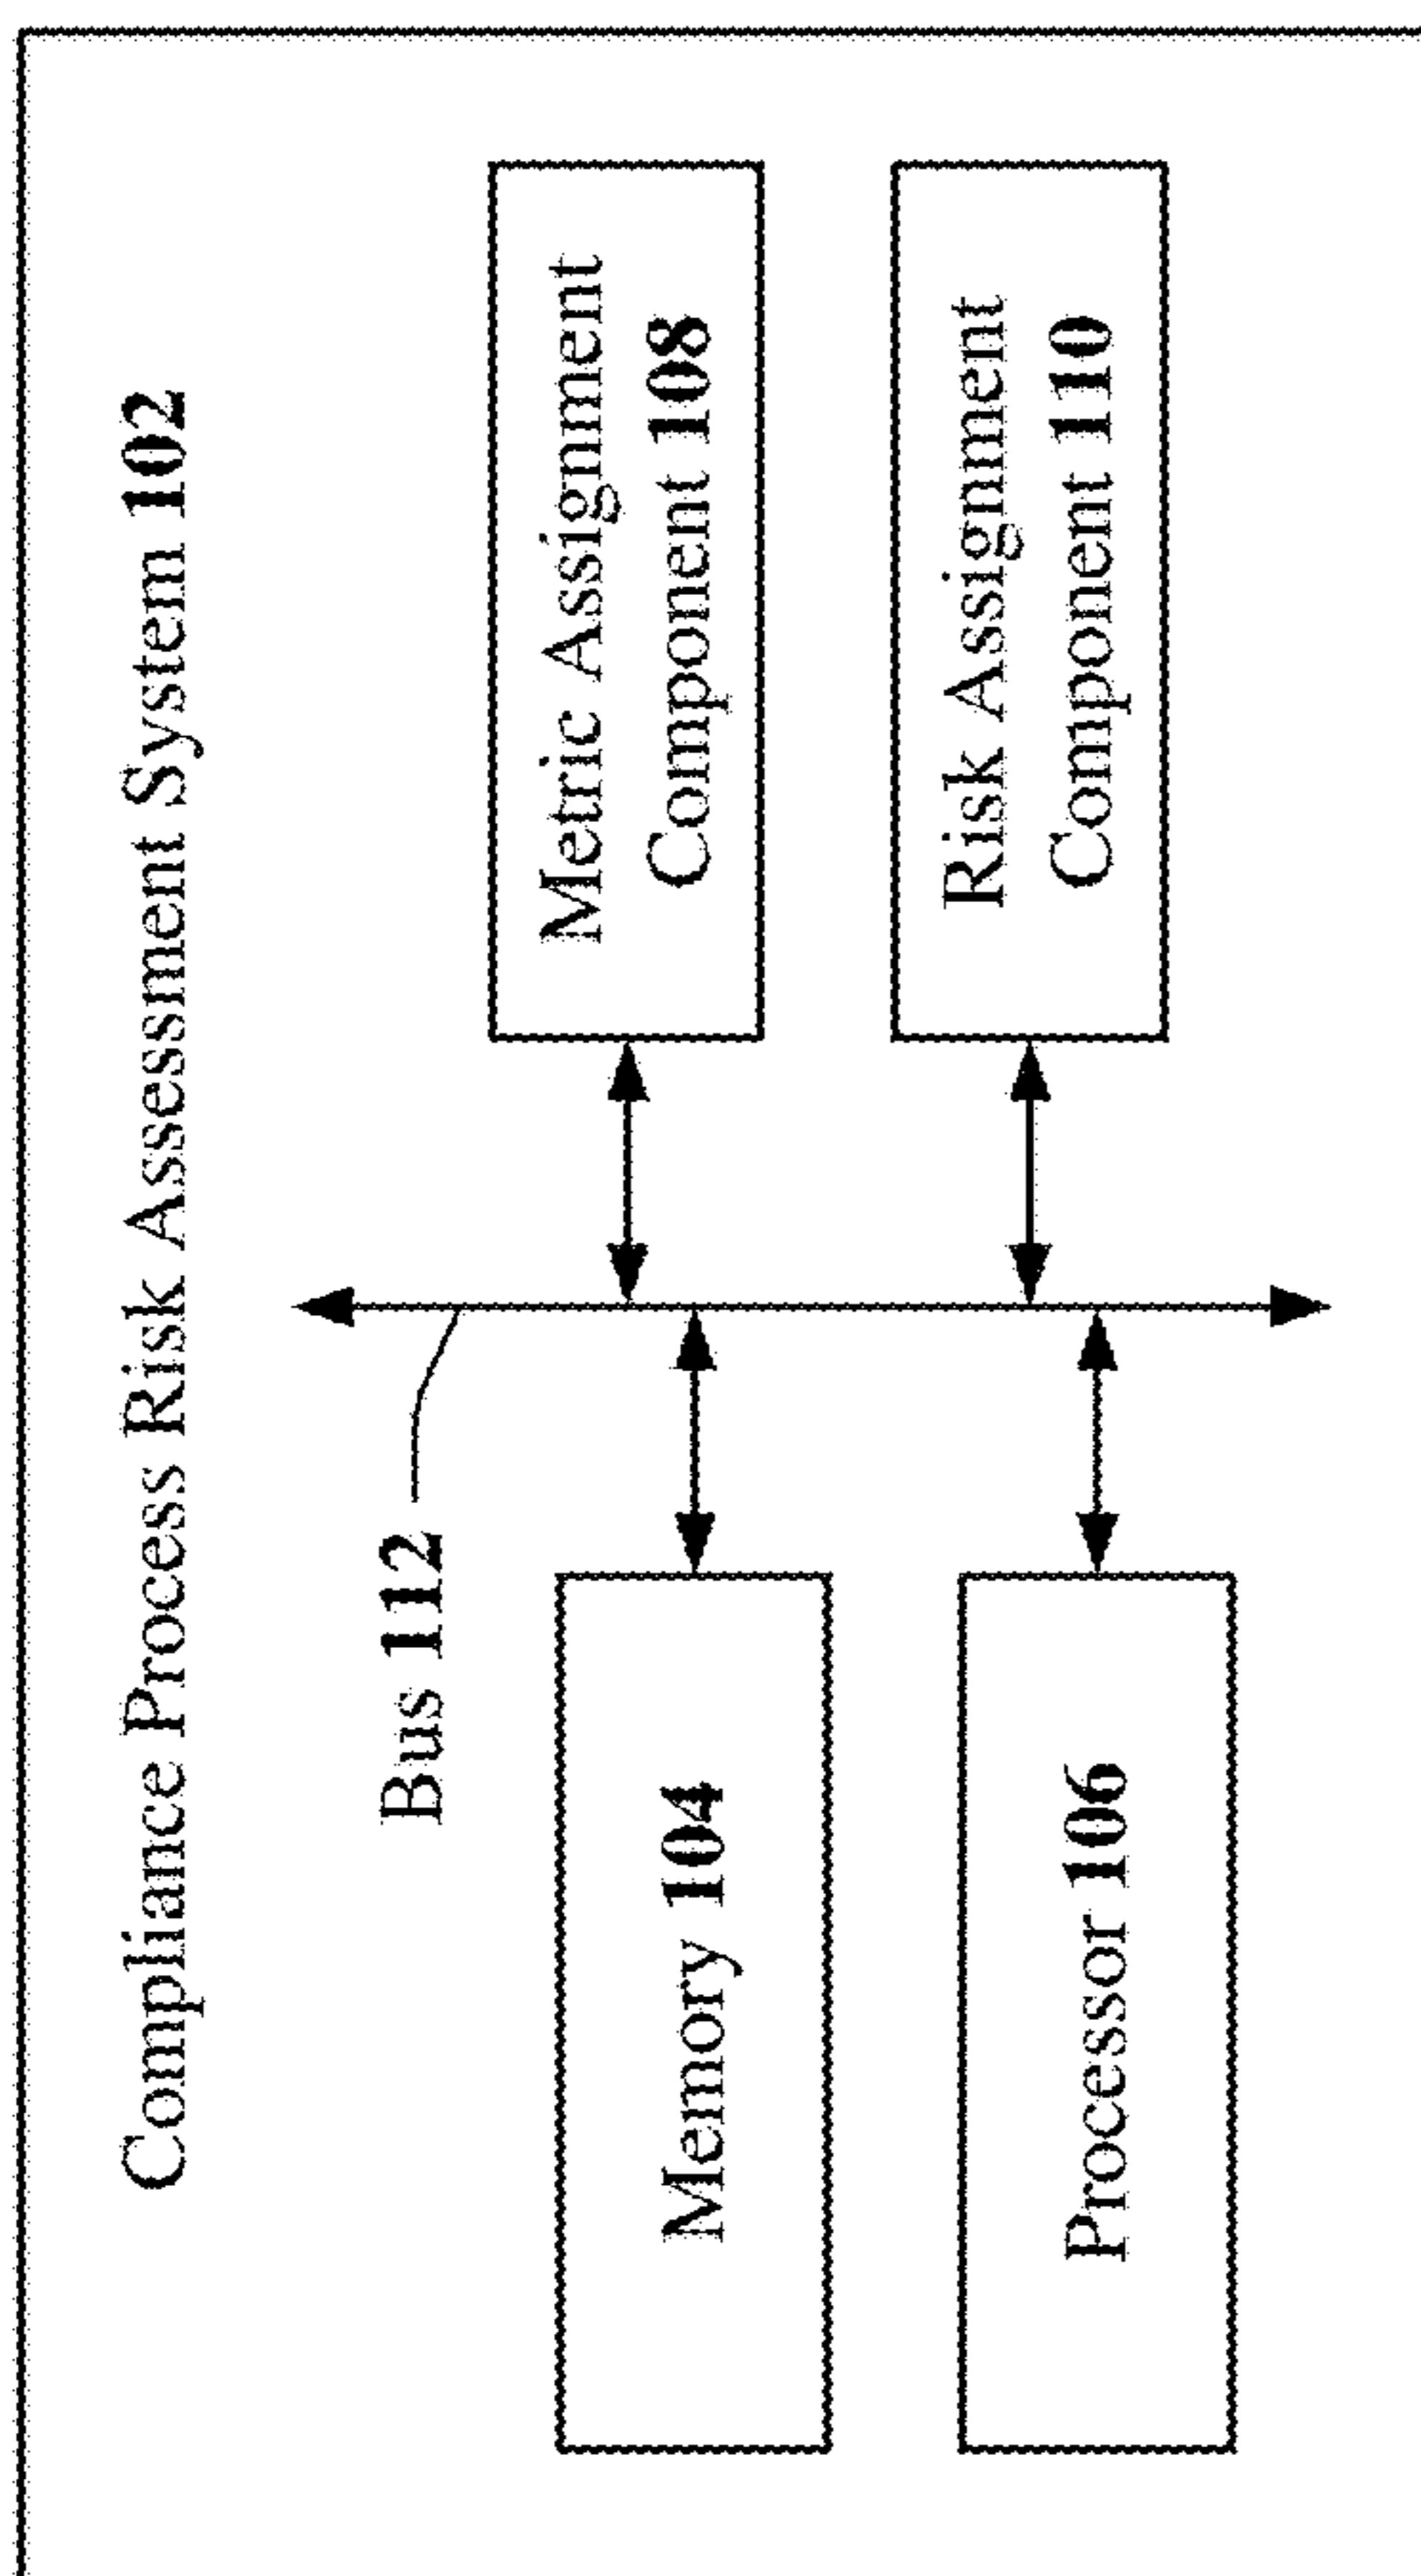 Compliance Process Risk Assessment System 102
Bus 112
Memory 104
Metric Assignment
Component 108
Processor 106
Risk Assignment
Component 110